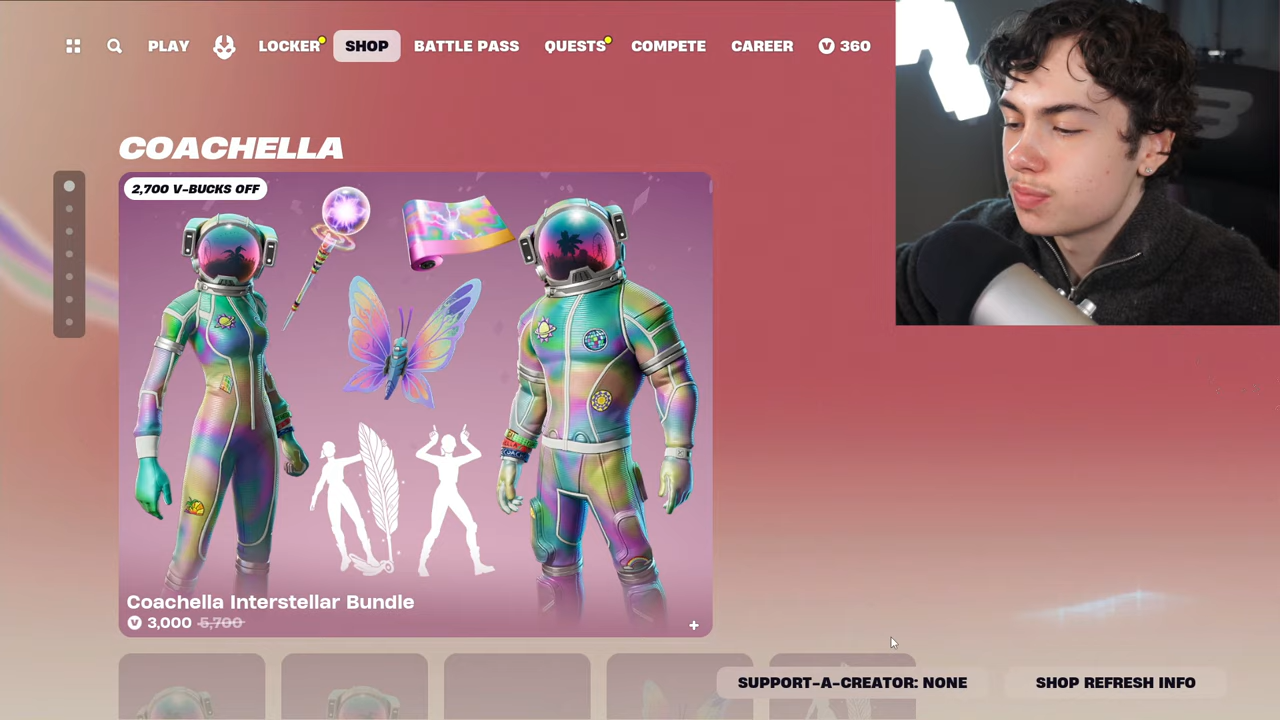 PLAY
LOCKER
SHOP
BATTLE PASS
QUESTS
COMPETE
CAREER
V 360
COACHELLA
2,700 V-BUCKS OFF
Coachella Interstellar Bundle
V 3,000 5,700
+
SUPPORT-A-CREATOR: NONE
SHOP REFRESH INFO